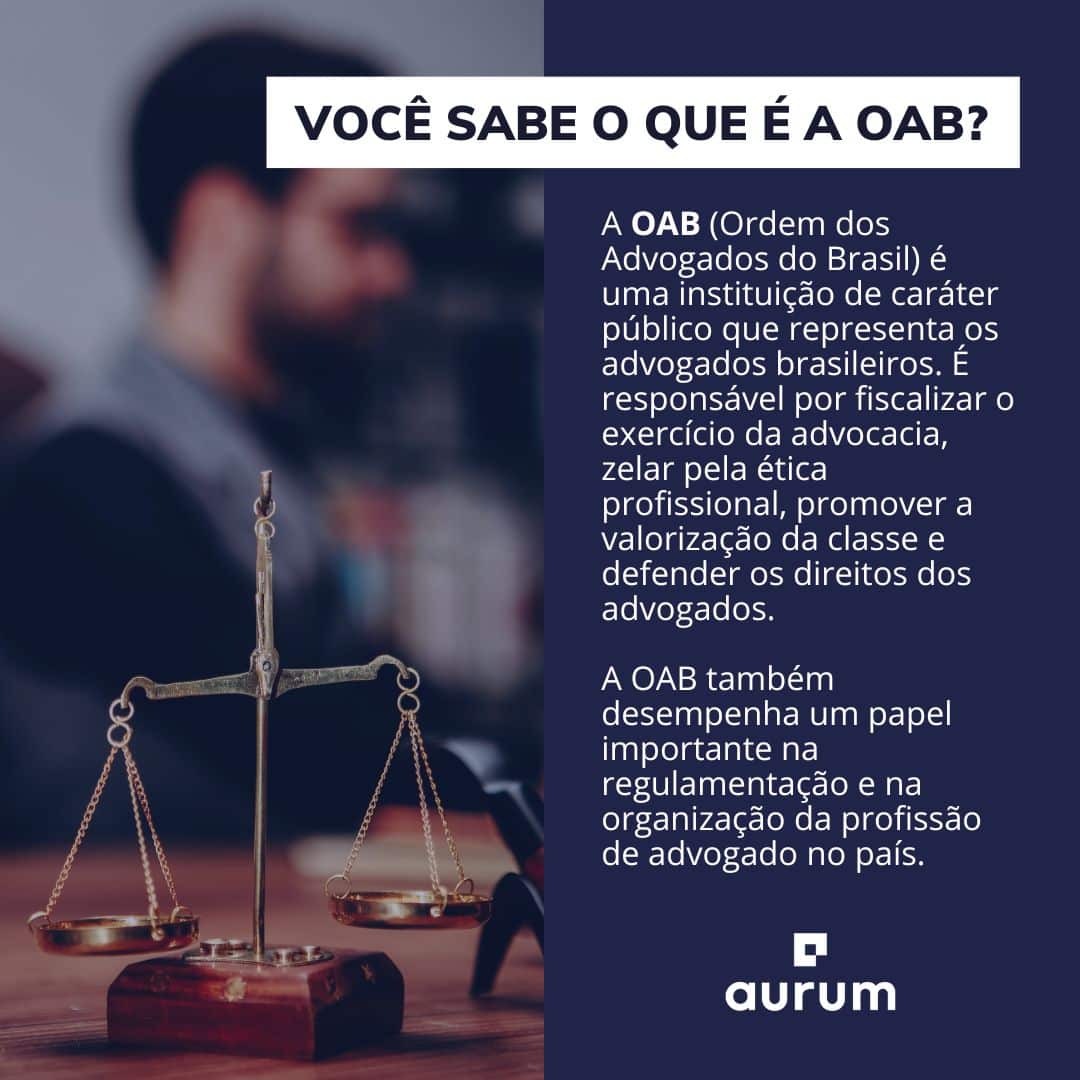 VOCÊ SABE O QUE É A OAB?
A OAB (Ordem dos
Advogados do Brasil) é
uma instituição de caráter
público que representa os
advogados brasileiros. É
responsável por fiscalizar o
exercício da advocacia,
zelar pela ética
profissional, promover a
valorização da classe e
defender os direitos dos
advogados.
A OAB também
desempenha um papel
importante na
regulamentação e na
organização da profissão
de advogado no país.
aurum